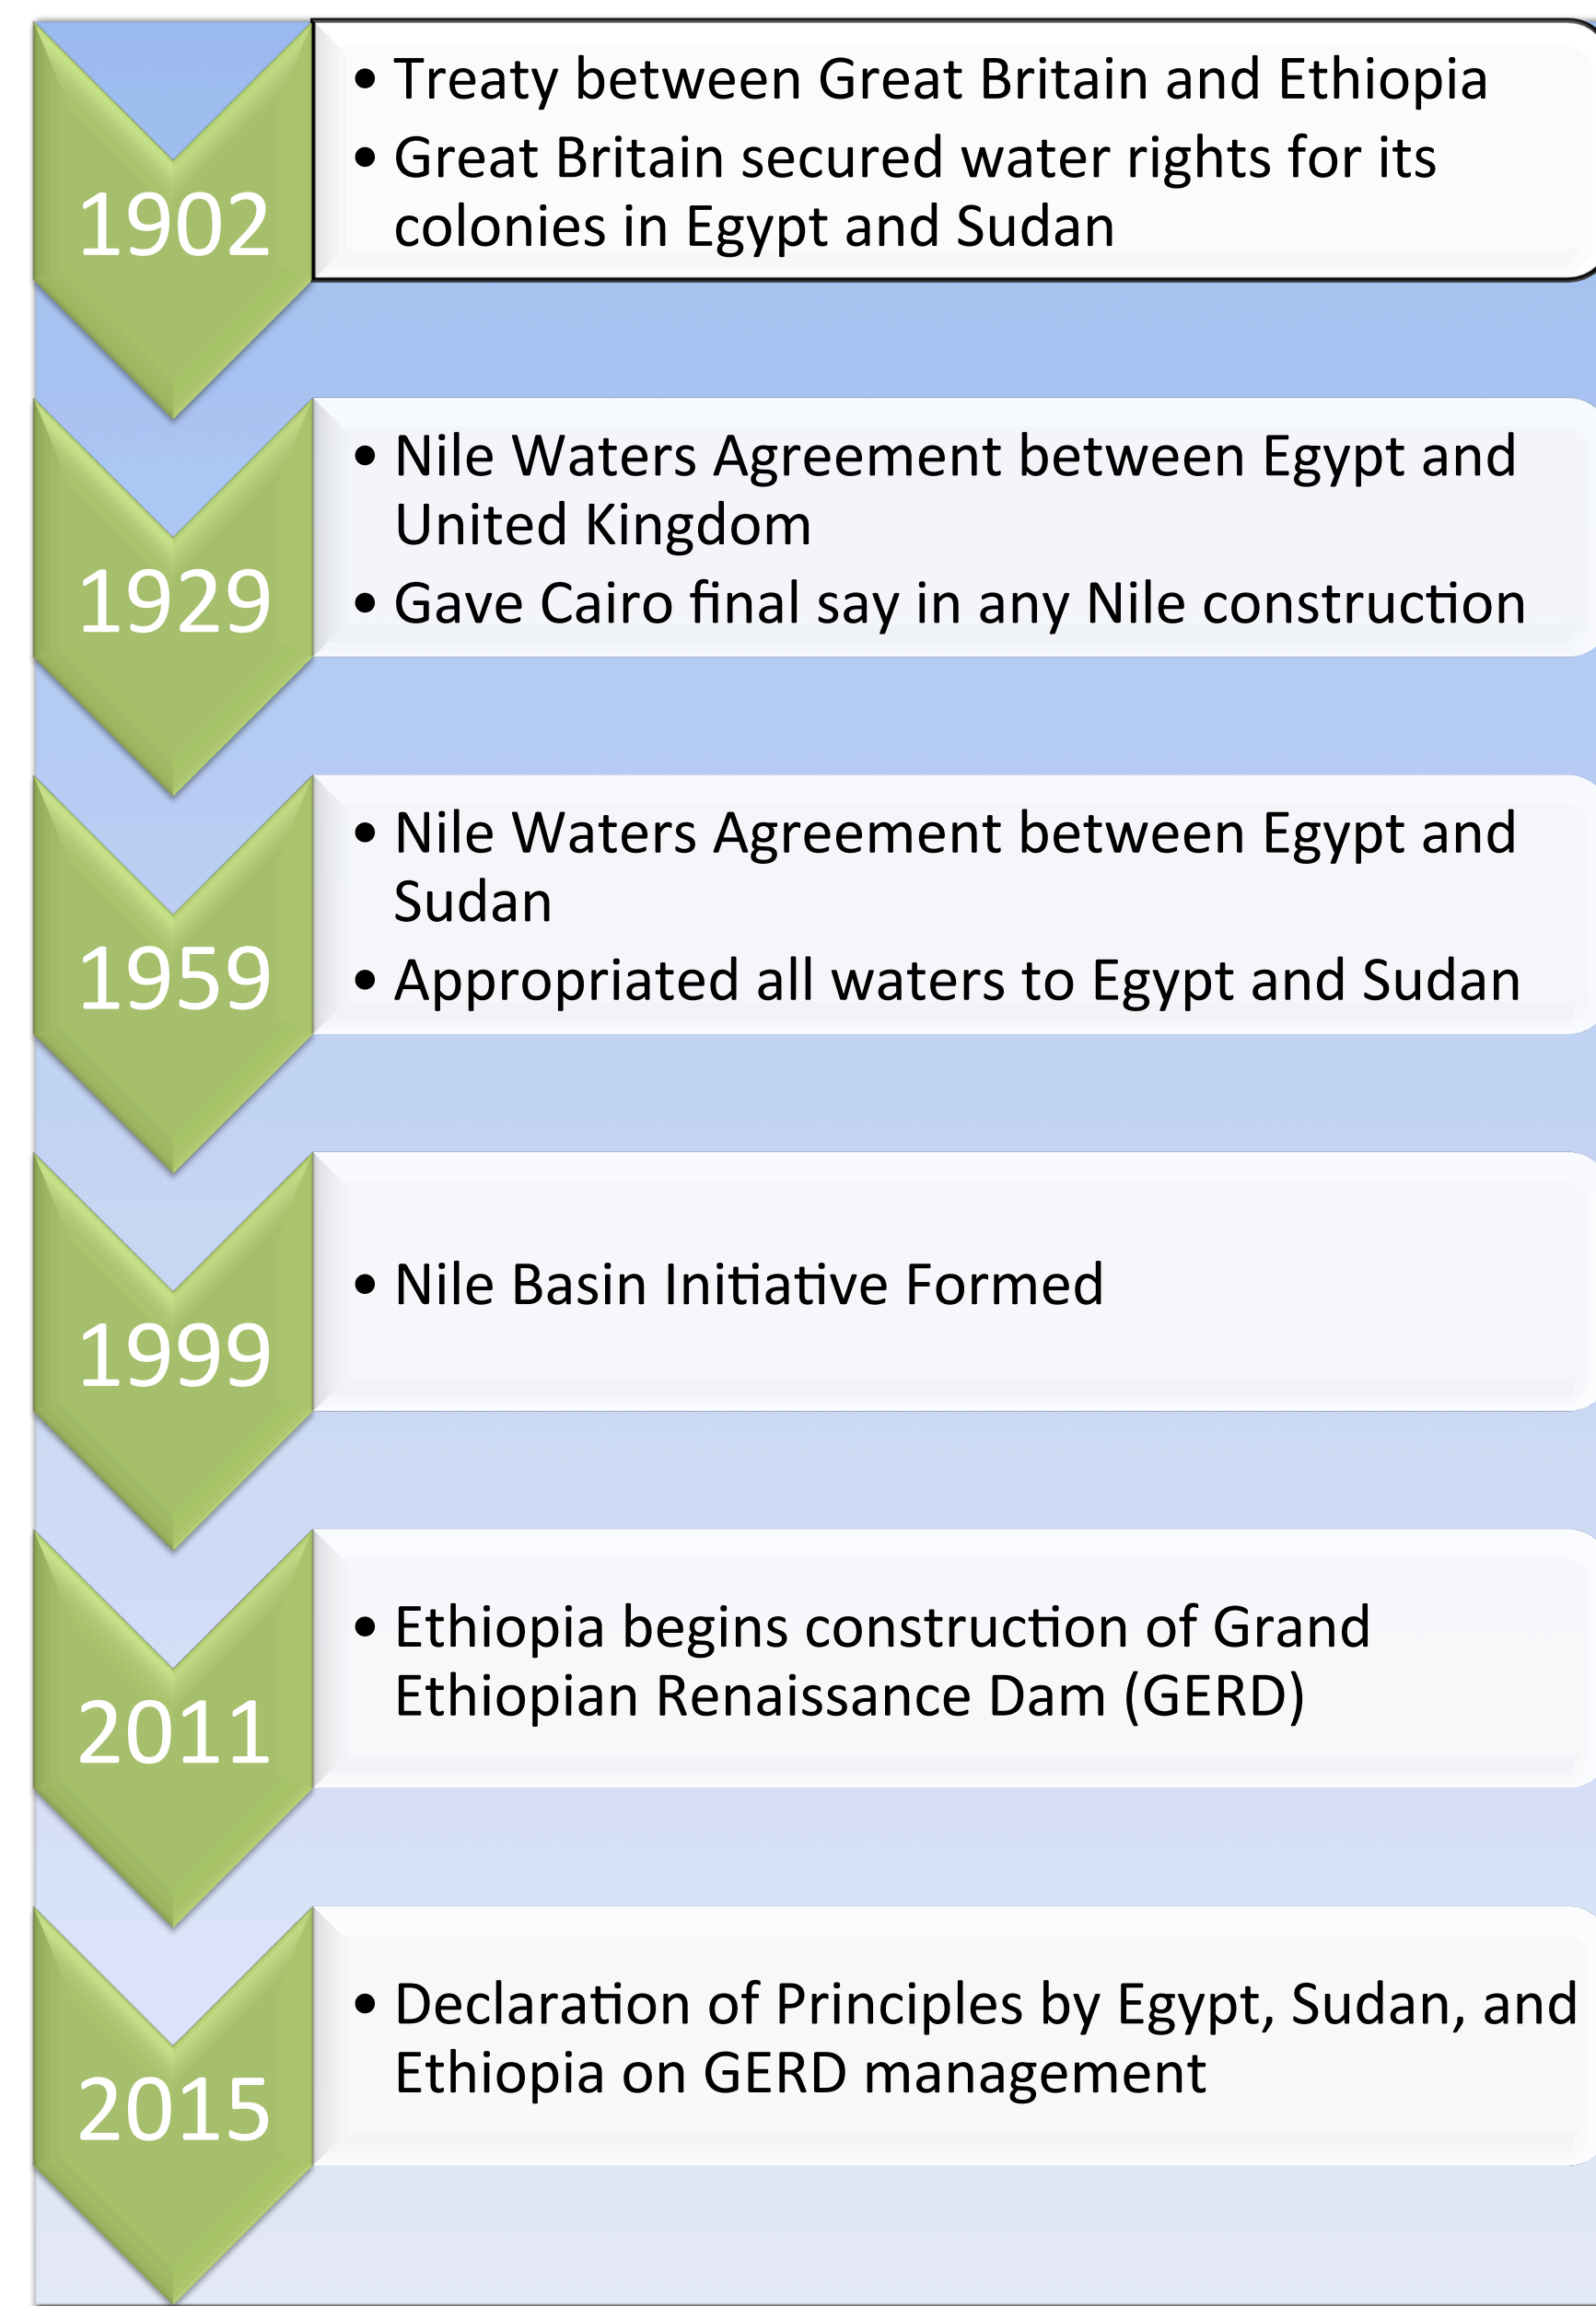 1902
• Treaty between Great Britain and Ethiopia
• Great Britain secured water rights for its
colonies in Egypt and Sudan
1929
• Nile Waters Agreement between Egypt and
United Kingdom
• Gave Cairo final say in any Nile construction
1959
• Nile Waters Agreement between Egypt and
Sudan
• Appropriated all waters to Egypt and Sudan
1999
• Nile Basin Initiative Formed
2011
• Ethiopia begins construction of Grand
Ethiopian Renaissance Dam (GERD)
2015
• Declaration of Principles by Egypt, Sudan, and
Ethiopia on GERD management